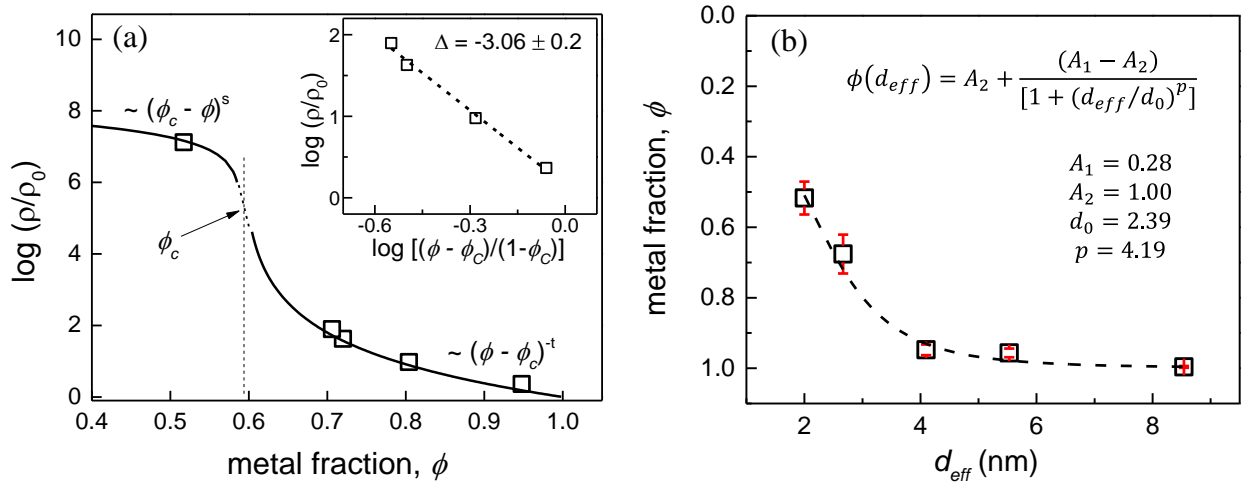 (a)
10
8
6
4
2
0
log (ρ/ρ₀)
0.4 0.5 0.6 0.7 0.8 0.9 1.0
metal fraction, ϕ
~ (ϕc - ϕ)ˢ
ϕc
~ (ϕ - ϕc)⁻ᵗ
Δ = -3.06 ± 0.2
2
1
0
log (ρ/ρ₀)
-0.6 -0.3 0.0
log [(ϕ - ϕC)/(1-ϕC)]
(b)
0.0
0.2
0.4
0.6
0.8
1.0
metal fraction, ϕ
ϕ(d_eff) = A₂ + (A₁ − A₂) / [1 + (d_eff/d₀)ᵖ]
A₁ = 0.28
A₂ = 1.00
d₀ = 2.39
p = 4.19
2 4 6 8
d_eff (nm)